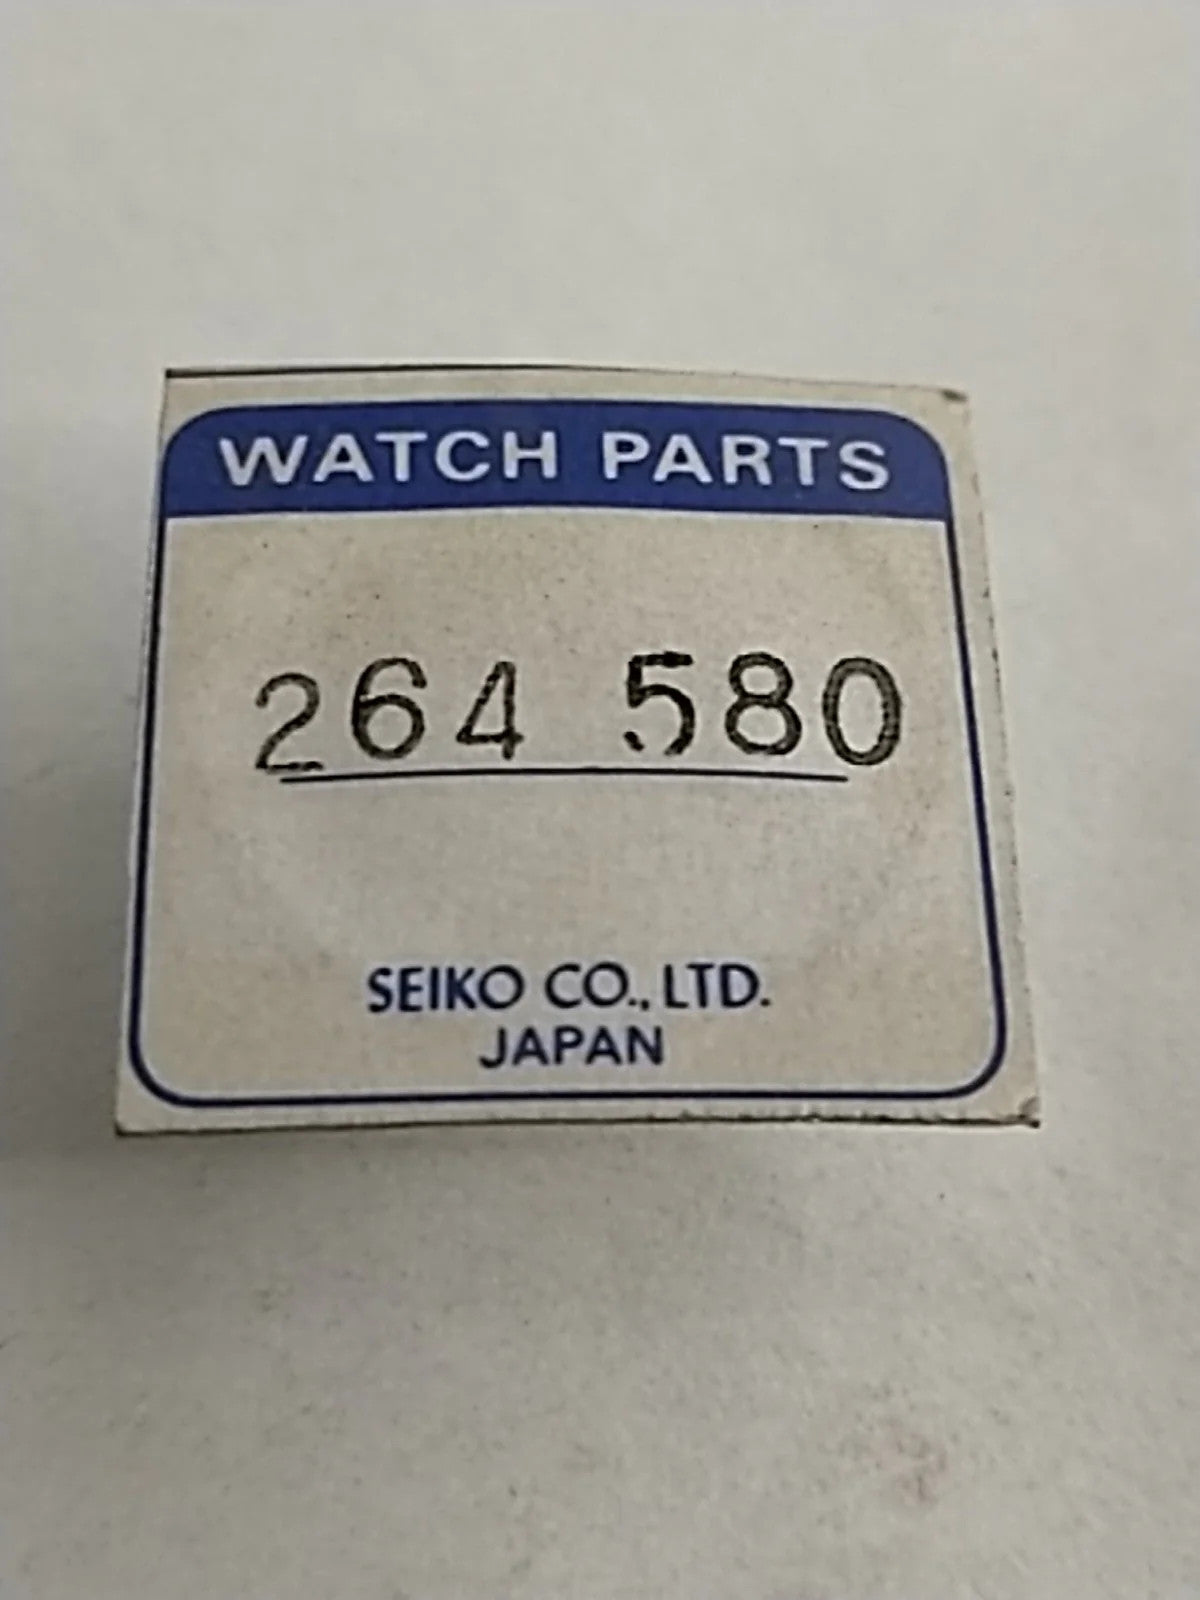 WATCH PARTS
264 580
SEIKO CO., LTD.
JAPAN